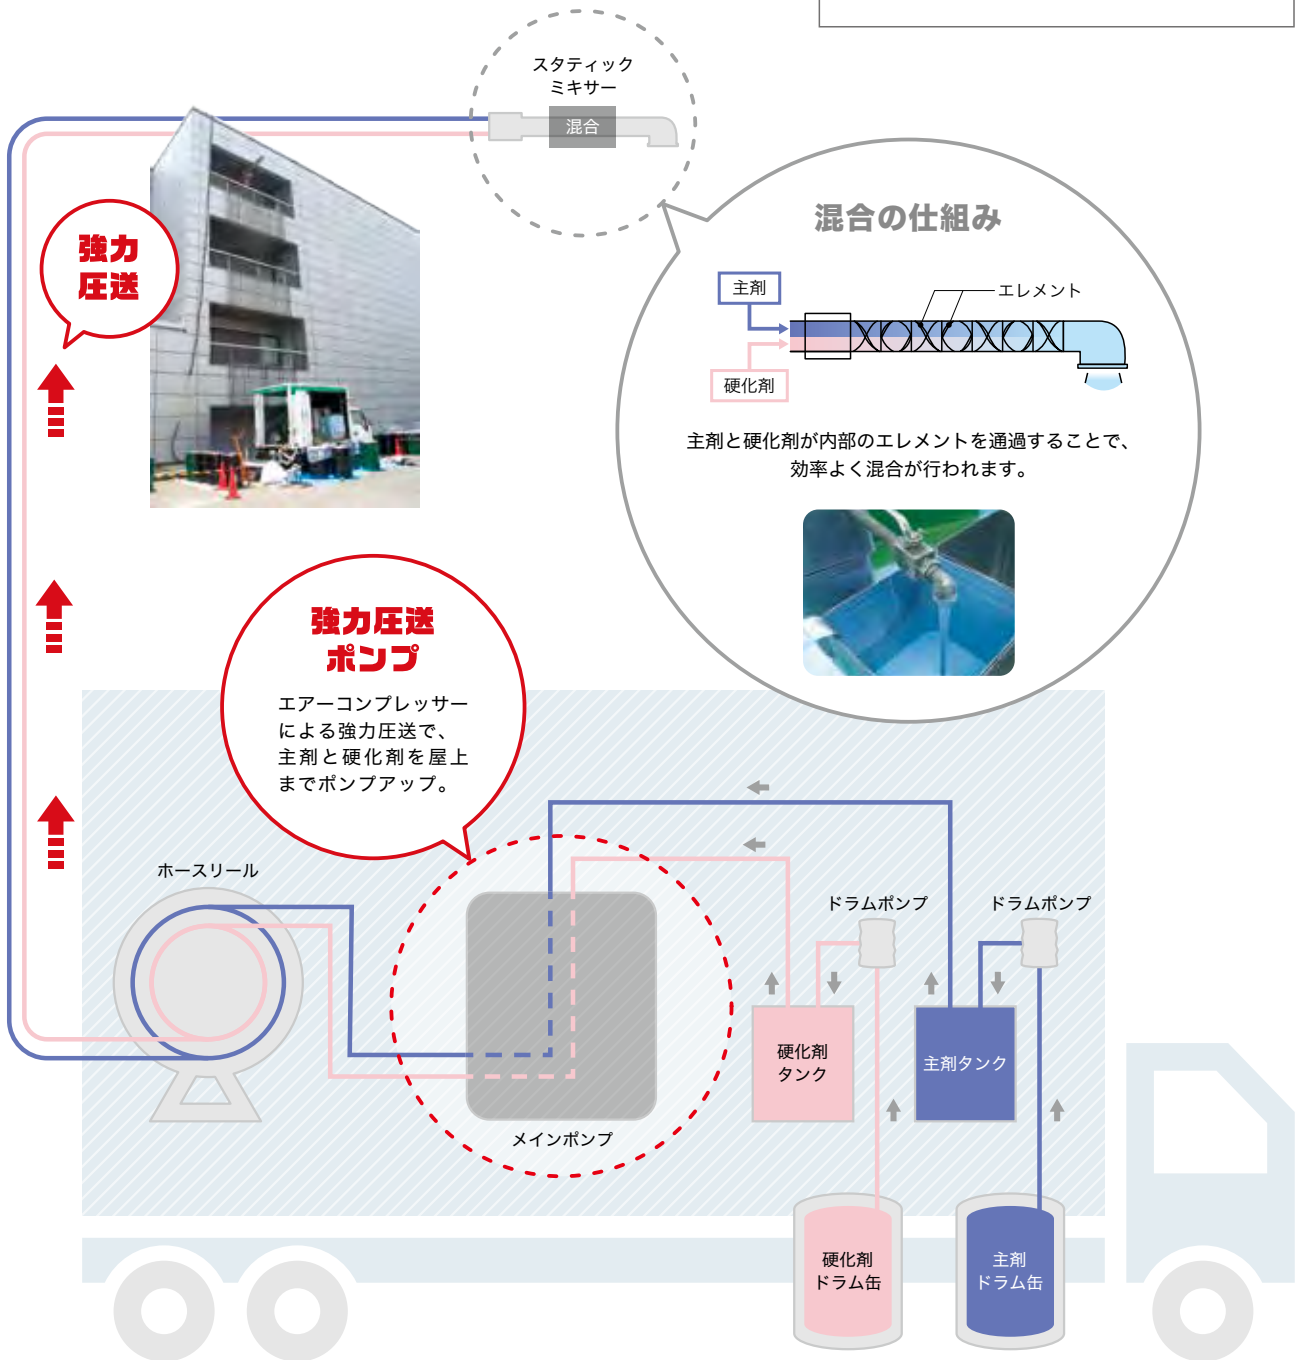 スタティック
ミキサー
混合
強力
圧送
混合の仕組み
主剤
エレメント
硬化剤
主剤と硬化剤が内部のエレメントを通過することで、
効率よく混合が行われます。
強力圧送
ポンプ
エアーコンプレッサー
による強力圧送で、
主剤と硬化剤を屋上
までポンプアップ。
ホースリール
ドラムポンプ
ドラムポンプ
硬化剤
タンク
主剤タンク
メインポンプ
硬化剤
ドラム缶
主剤
ドラム缶